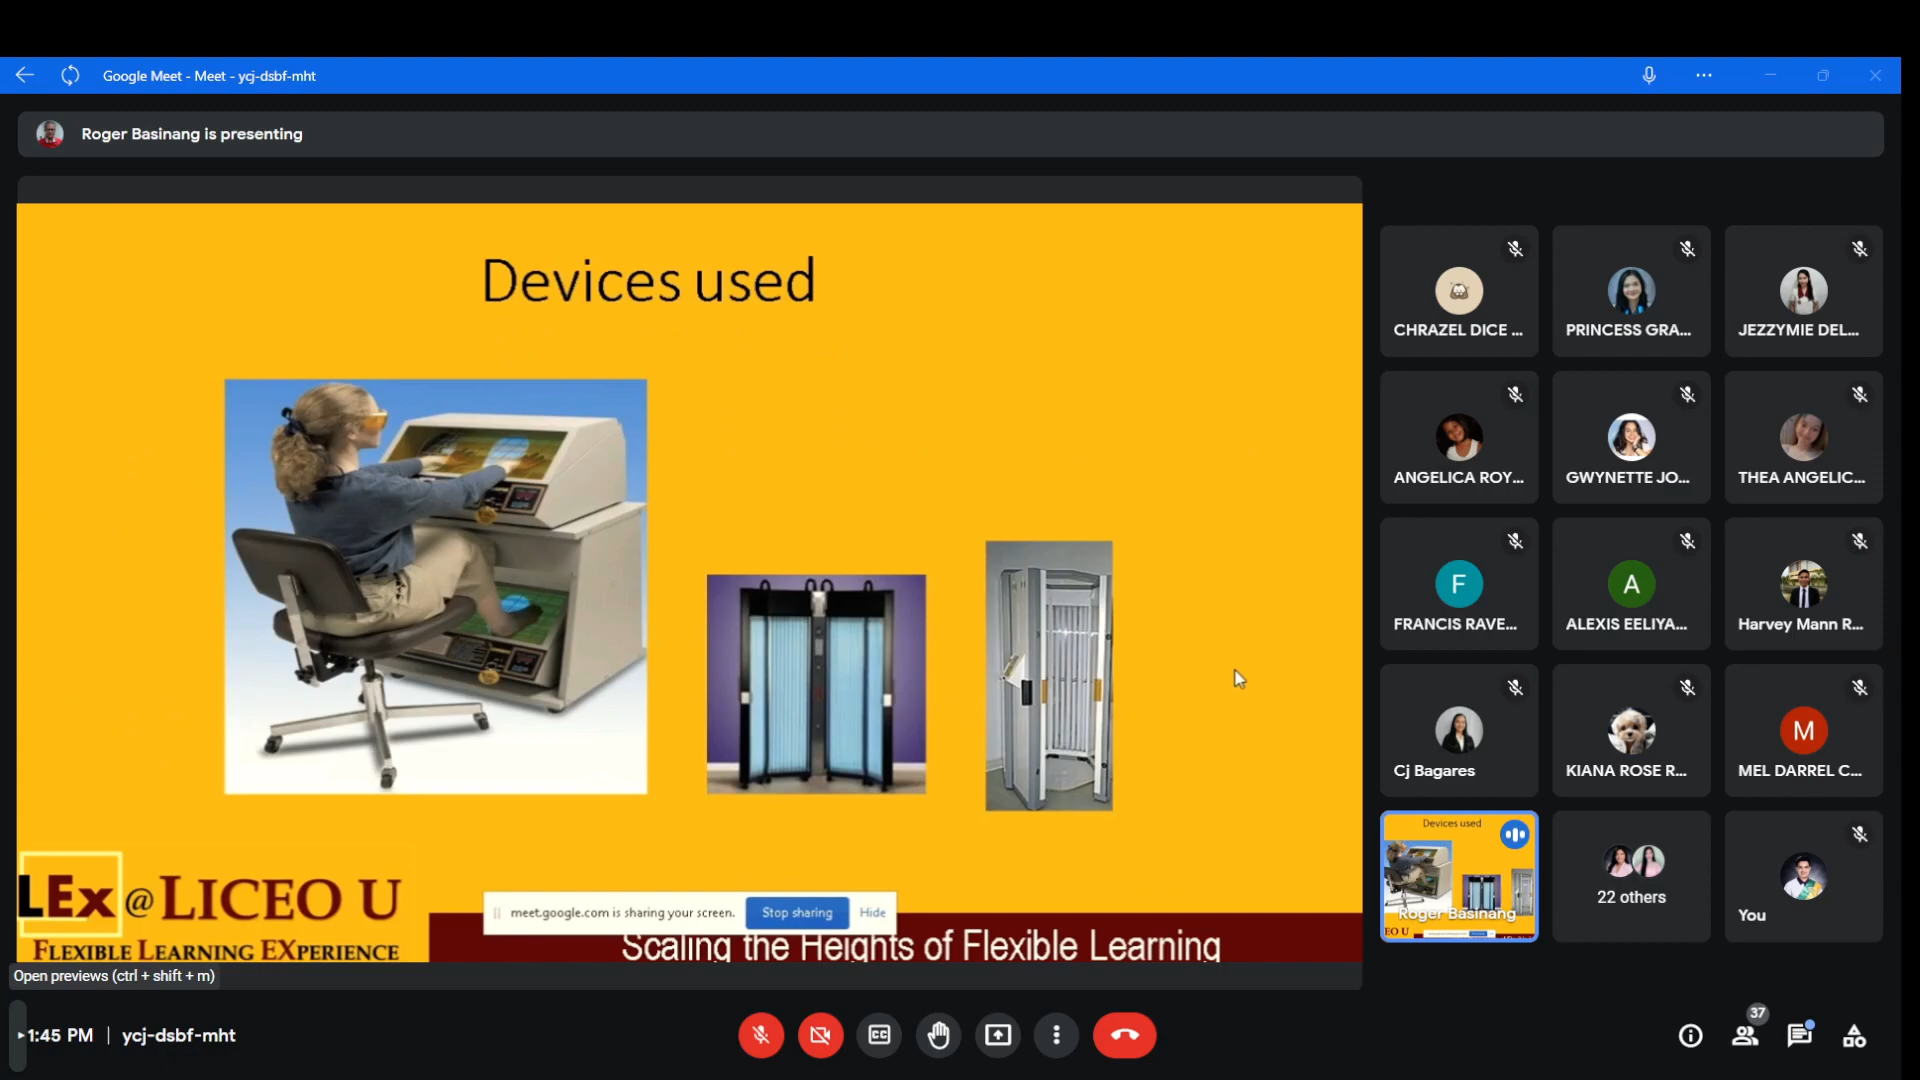 Google Meet - Meet - ycj-dsbf-mht
Roger Basinang is presenting
Devices used
LEx @ LICEO U
FLEXIBLE LEARNING EXPERIENCE
meet.google.com is sharing your screen.
Stop sharing
Hide
Scaling the Heights of Flexible Learning
Open previews (ctrl + shift + m)
CHRAZEL DICE ...
PRINCESS GRA...
JEZZYMIE DEL...
ANGELICA ROY...
GWYNETTE JO...
THEA ANGELIC...
F
FRANCIS RAVE...
A
ALEXIS EELIYA...
Harvey Mann R...
Cj Bagares
KIANA ROSE R...
M
MEL DARREL C...
Devices used
Roger Basinang
EO U
22 others
You
1:45 PM | ycj-dsbf-mht
CC
37